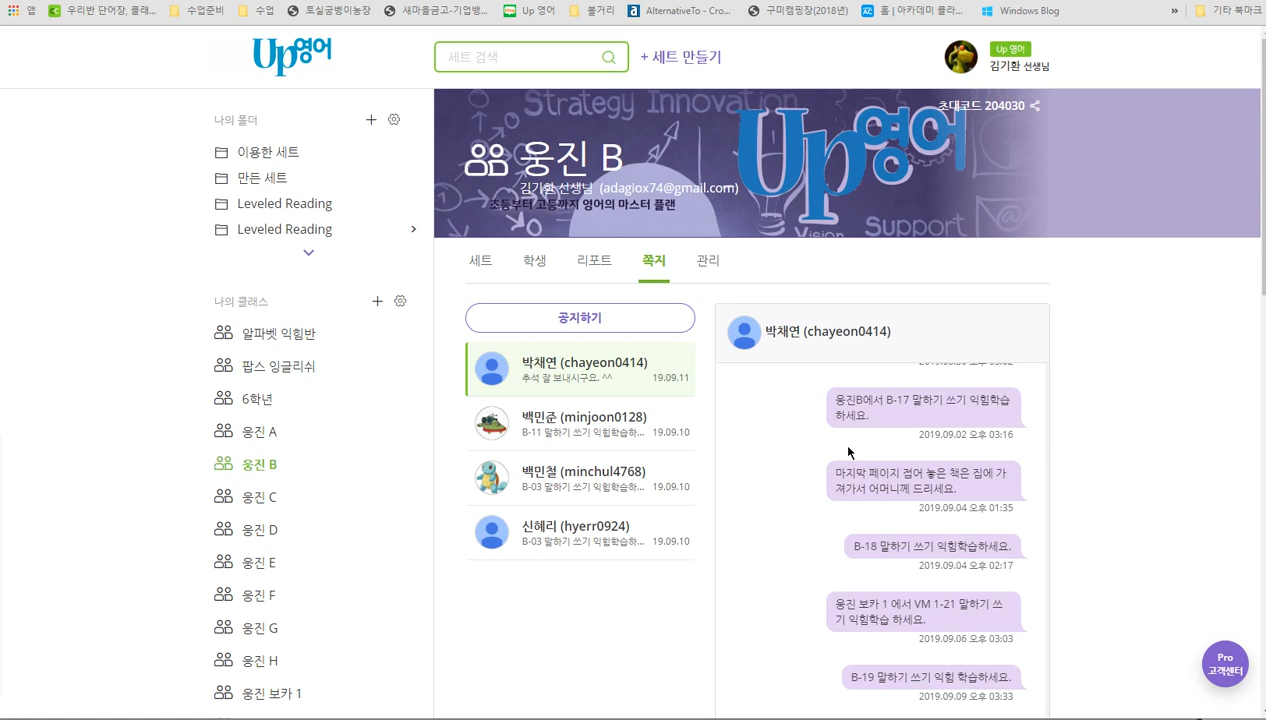 앱
우리반 단어장, 클래...
수업준비
수업
토실굼벵이농장
새마을금고-기업뱅...
Up 영어
볼거리
AlternativeTo - Cro...
구미캠핑장(2018년)
홈 | 아카데미 클라...
Windows Blog
»
기타 북마크
Up영어
세트 검색
+ 세트 만들기
Up 영어
김기환 선생님
나의 폴더
이용한 세트
만든 세트
Leveled Reading
Leveled Reading
나의 클래스
알파벳 익힘반
팝스 잉글리쉬
6학년
웅진 A
웅진 B
웅진 C
웅진 D
웅진 E
웅진 F
웅진 G
웅진 H
웅진 보카 1
Strategy Innovation
초대코드 204030
Up영어
웅진 B
김기환 선생님 (adagiox74@gmail.com)
초등부터 고등까지 영어의 마스터 플랜
Support
Vision
세트
학생
리포트
쪽지
관리
공지하기
박채연 (chayeon0414)
추석 잘 보내시구요. ^^ 19.09.11
백민준 (minjoon0128)
B-11 말하기 쓰기 익힘학습하... 19.09.10
백민철 (minchul4768)
B-03 말하기 쓰기 익힘학습하... 19.09.10
신혜리 (hyerr0924)
B-03 말하기 쓰기 익힘학습하... 19.09.10
박채연 (chayeon0414)
웅진B에서 B-17 말하기 쓰기 익힘학습
하세요.
2019.09.02 오후 03:16
마지막 페이지 접어 놓은 책은 집에 가
져가서 어머니께 드리세요.
2019.09.04 오후 01:35
B-18 말하기 쓰기 익힘학습하세요.
2019.09.04 오후 02:17
웅진 보카 1 에서 VM 1-21 말하기 쓰
기 익힘학습 하세요.
2019.09.06 오후 03:03
B-19 말하기 쓰기 익힘 학습하세요.
2019.09.09 오후 03:33
Pro
고객센터